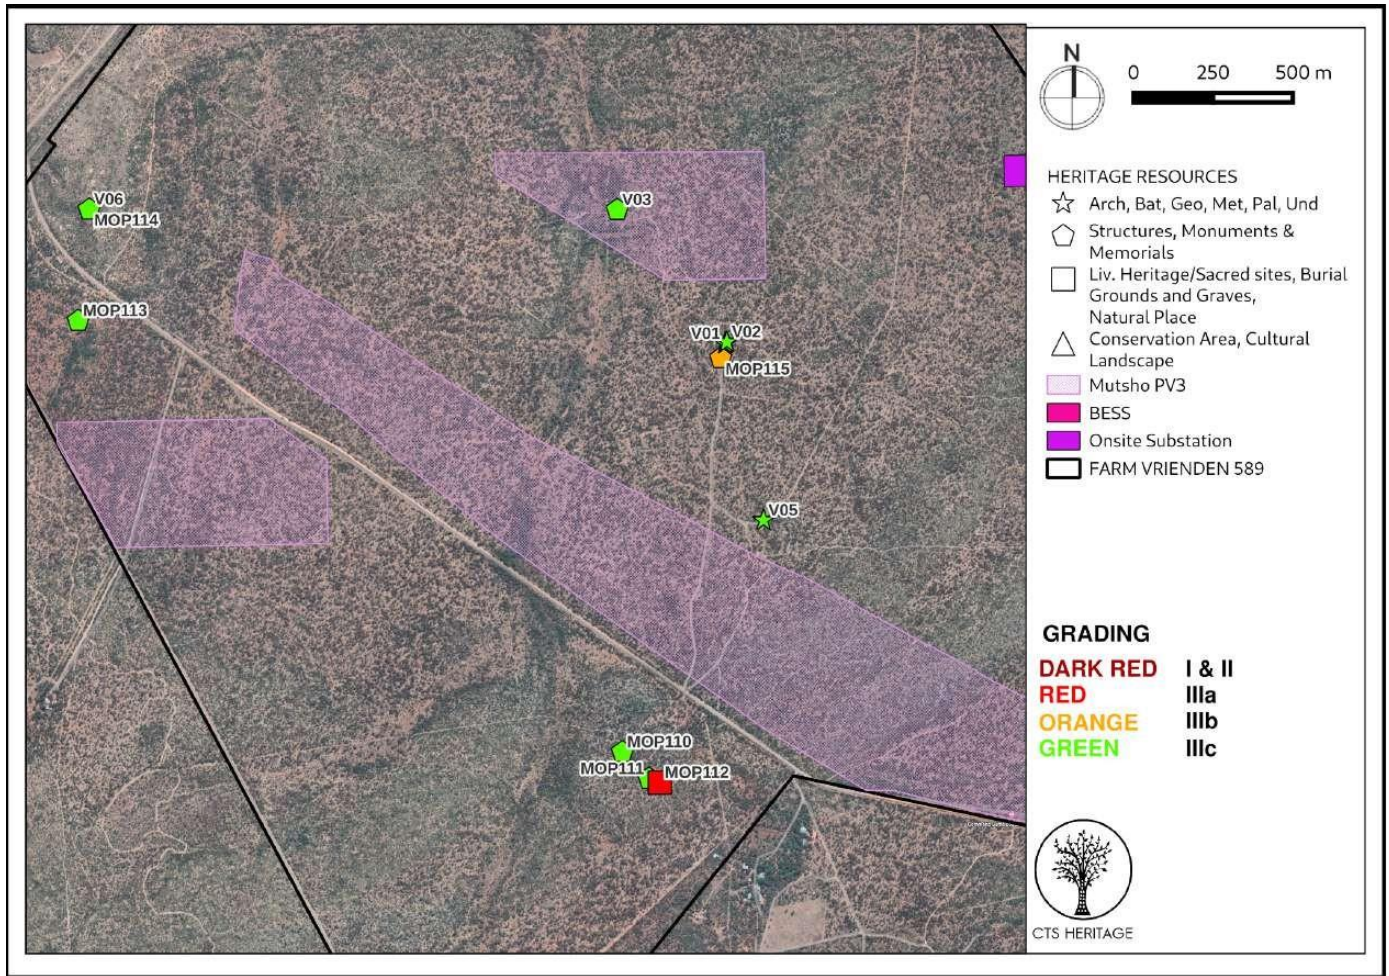 V06
MOP114
V03
MOP113
V01
V02
MOP115
V05
MOP110
MOP111
MOP112
N
0 250 500 m
HERITAGE RESOURCES
Arch, Bat, Geo, Met, Pal, Und
Structures, Monuments &
Memorials
Liv. Heritage/Sacred sites, Burial
Grounds and Graves,
Natural Place
Conservation Area, Cultural
Landscape
Mutsho PV3
BESS
Onsite Substation
FARM VRIENDEN 589
GRADING
DARK RED I & II
RED IIIa
ORANGE IIIb
GREEN IIIc
CTS HERITAGE